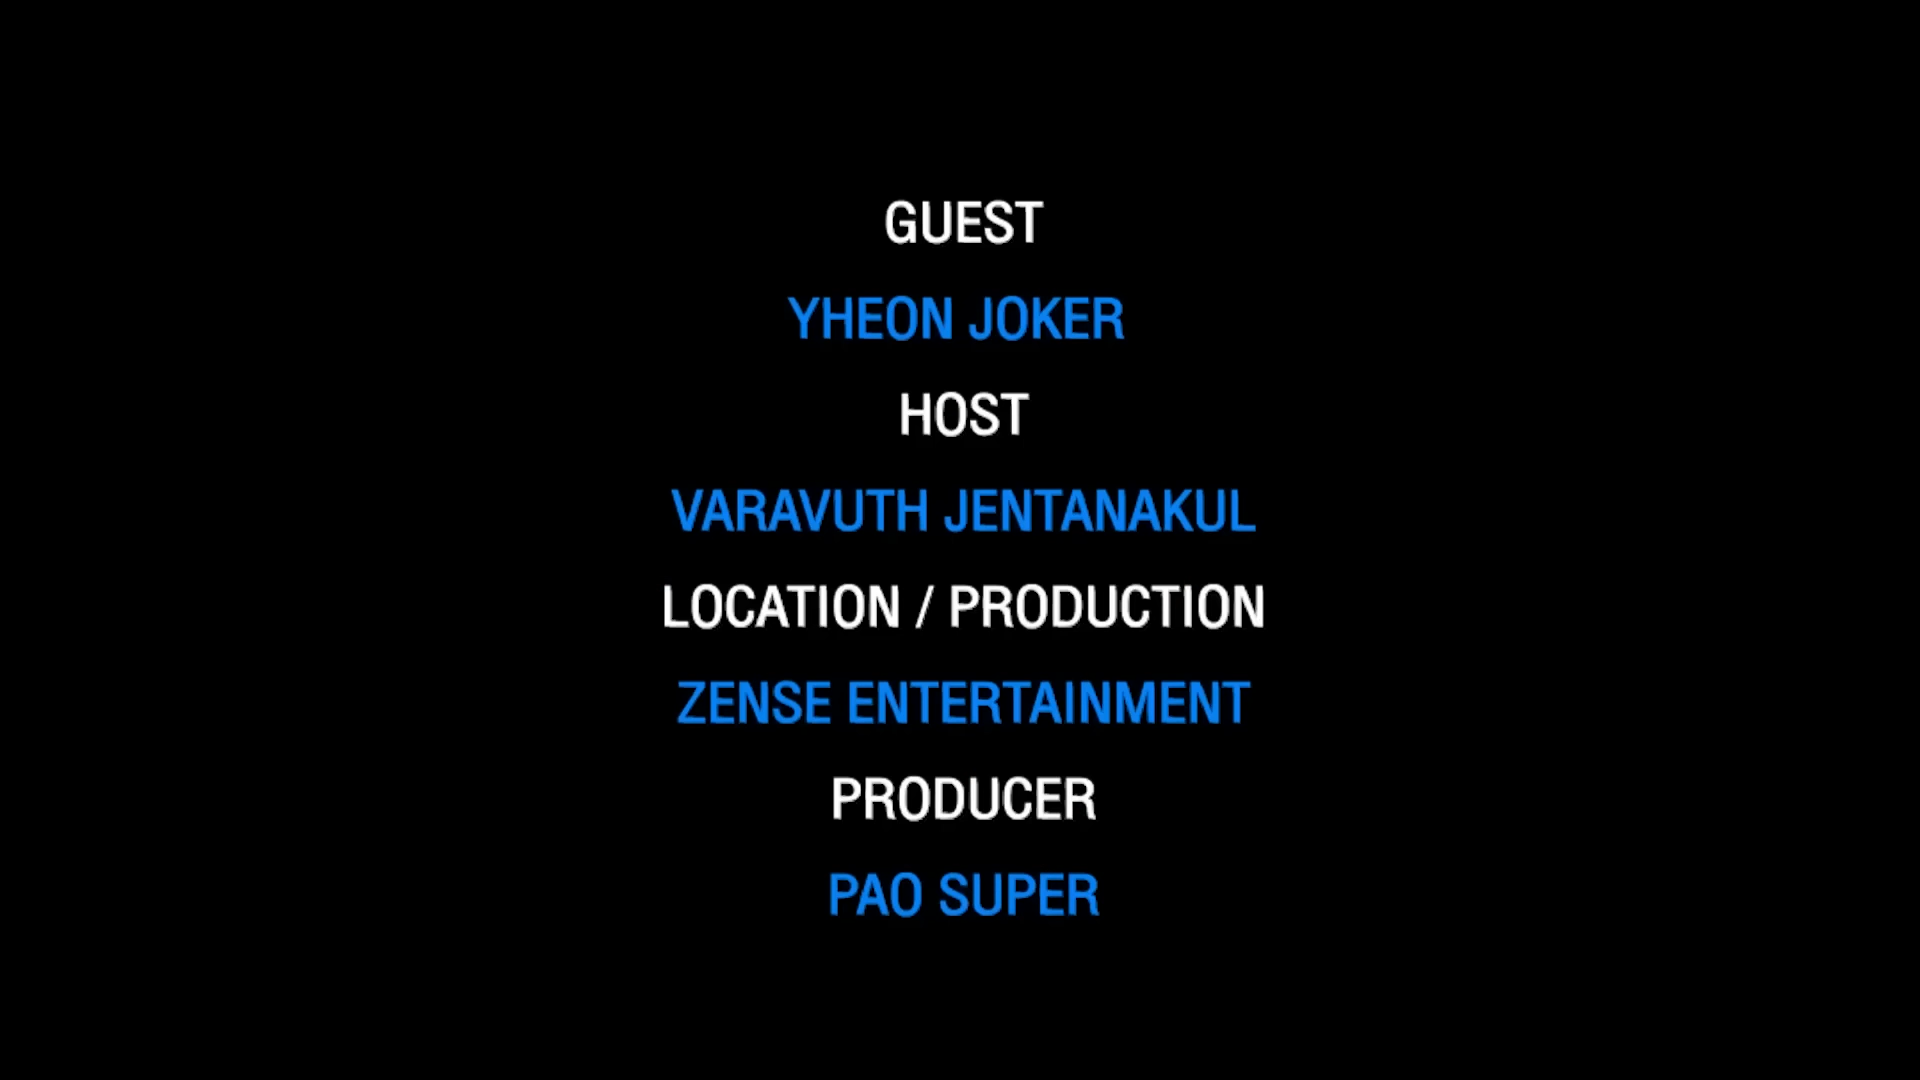 GUEST
YHEON JOKER
HOST
VARAVUTH JENTANAKUL
LOCATION / PRODUCTION
ZENSE ENTERTAINMENT
PRODUCER
PAO SUPER